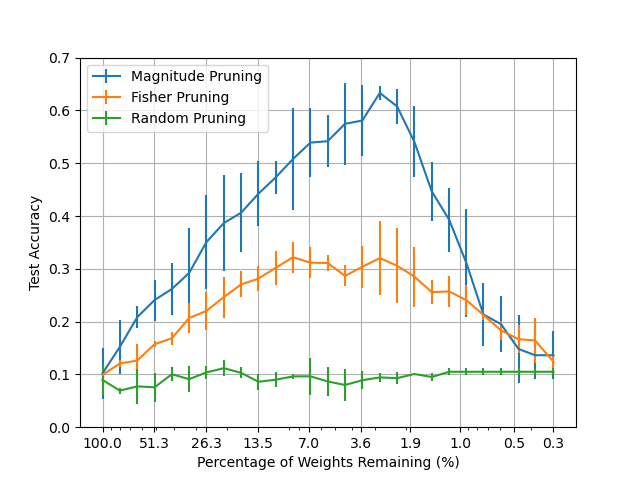 0.7
0.6
0.5
0.4
0.3
0.2
0.1
0.0
Test Accuracy
Magnitude Pruning
Fisher Pruning
Random Pruning
100.0 51.3 26.3 13.5 7.0 3.6 1.9 1.0 0.5 0.3
Percentage of Weights Remaining (%)